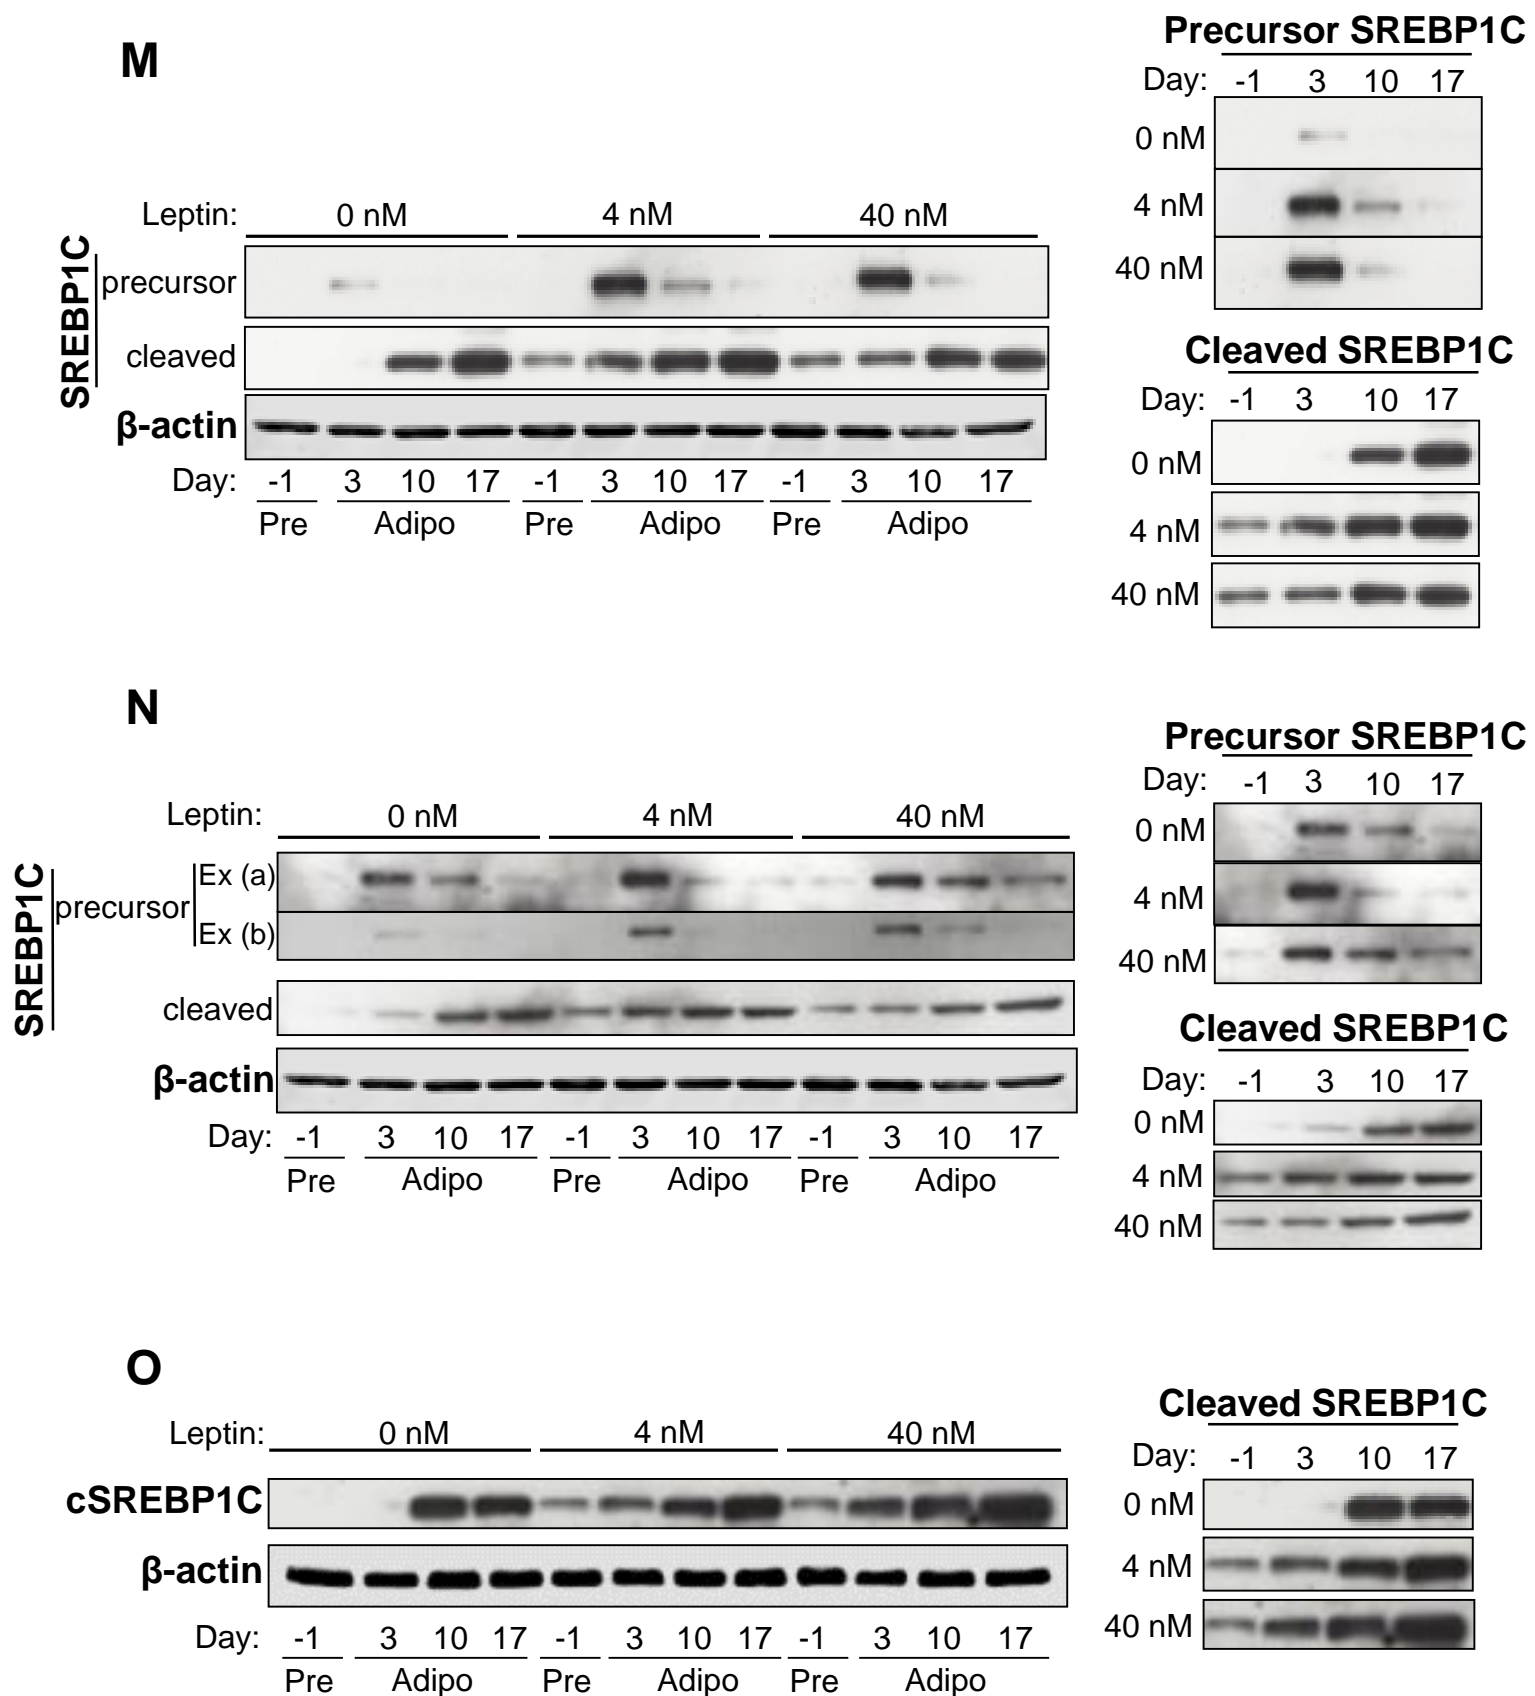 M
Leptin: 0 nM 4 nM 40 nM
SREBP1C
precursor
cleaved
β-actin
Day: -1 3 10 17 -1 3 10 17 -1 3 10 17
Pre Adipo Pre Adipo Pre Adipo
Precursor SREBP1C
Day: -1 3 10 17
0 nM
4 nM
40 nM
Cleaved SREBP1C
Day: -1 3 10 17
0 nM
4 nM
40 nM
N
Leptin: 0 nM 4 nM 40 nM
SREBP1C
precursor
Ex (a)
Ex (b)
cleaved
β-actin
Day: -1 3 10 17 -1 3 10 17 -1 3 10 17
Pre Adipo Pre Adipo Pre Adipo
Precursor SREBP1C
Day: -1 3 10 17
0 nM
4 nM
40 nM
Cleaved SREBP1C
Day: -1 3 10 17
0 nM
4 nM
40 nM
O
Leptin: 0 nM 4 nM 40 nM
cSREBP1C
β-actin
Day: -1 3 10 17 -1 3 10 17 -1 3 10 17
Pre Adipo Pre Adipo Pre Adipo
Cleaved SREBP1C
Day: -1 3 10 17
0 nM
4 nM
40 nM